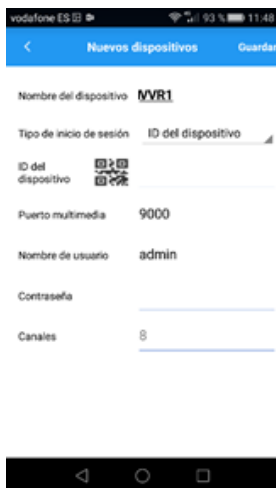 vodafone ES 93 % 11:48
< Nuevos dispositivos Guardar
Nombre del dispositivo NVR1
Tipo de inicio de sesión ID del dispositivo
ID del
dispositivo
Puerto multimedia 9000
Nombre de usuario admin
Contraseña
Canales 8